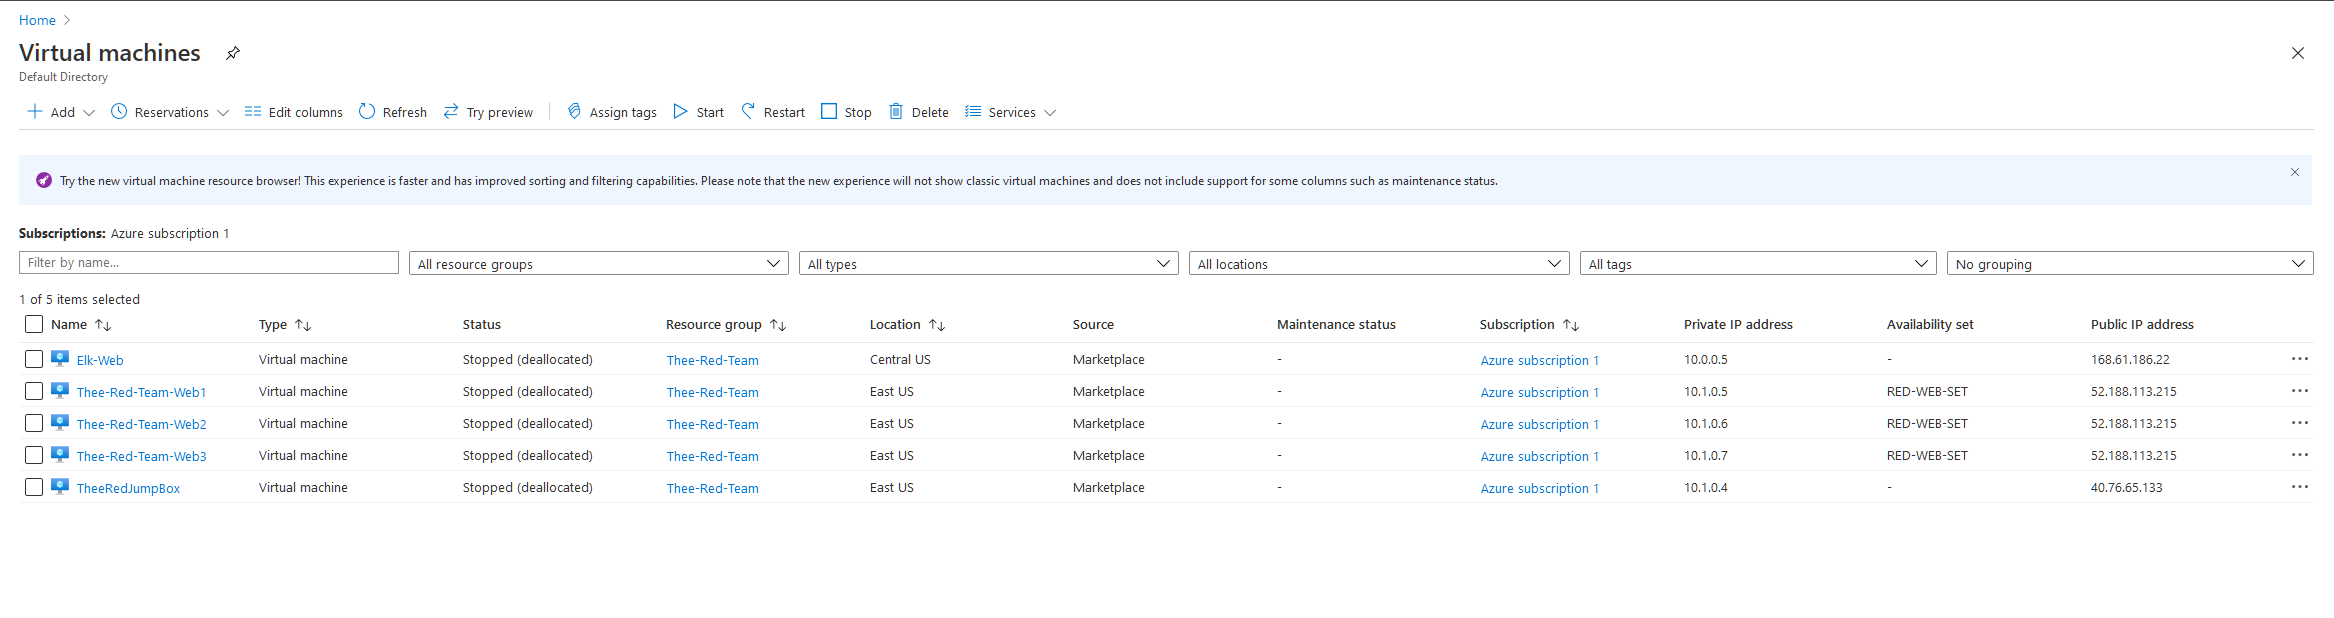 Home
Virtual machines
Default Directory
Add Reservations Edit columns Refresh Try preview Assign tags Start Restart Stop Delete Services
Try the new virtual machine resource browser! This experience is faster and has improved sorting and filtering capabilities. Please note that the new experience will not show classic virtual machines and does not include support for some columns such as maintenance status.
Subscriptions: Azure subscription 1
Filter by name... All resource groups All types All locations All tags No grouping
1 of 5 items selected
Name Type Status Resource group Location Source Maintenance status Subscription Private IP address Availability set Public IP address
Elk-Web Virtual machine Stopped (deallocated) Thee-Red-Team Central US Marketplace - Azure subscription 1 10.0.0.5 - 168.61.186.22
Thee-Red-Team-Web1 Virtual machine Stopped (deallocated) Thee-Red-Team East US Marketplace - Azure subscription 1 10.1.0.5 RED-WEB-SET 52.188.113.215
Thee-Red-Team-Web2 Virtual machine Stopped (deallocated) Thee-Red-Team East US Marketplace - Azure subscription 1 10.1.0.6 RED-WEB-SET 52.188.113.215
Thee-Red-Team-Web3 Virtual machine Stopped (deallocated) Thee-Red-Team East US Marketplace - Azure subscription 1 10.1.0.7 RED-WEB-SET 52.188.113.215
TheeRedJumpBox Virtual machine Stopped (deallocated) Thee-Red-Team East US Marketplace - Azure subscription 1 10.1.0.4 - 40.76.65.133